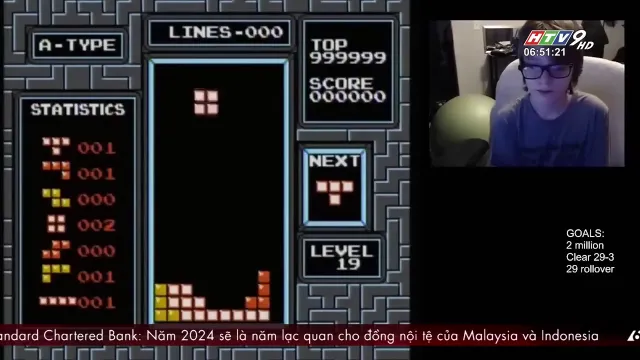 A-TYPE
LINES-000
TOP
999999
SCORE
000000
STATISTICS
001
001
000
002
000
001
001
NEXT
LEVEL
19
HTV9 HD
06:51:21
GOALS:
2 million
Clear 29-3
29 rollover
andard Chartered Bank: Năm 2024 sẽ là năm lạc quan cho đồng nội tệ của Malaysia và Indonesia